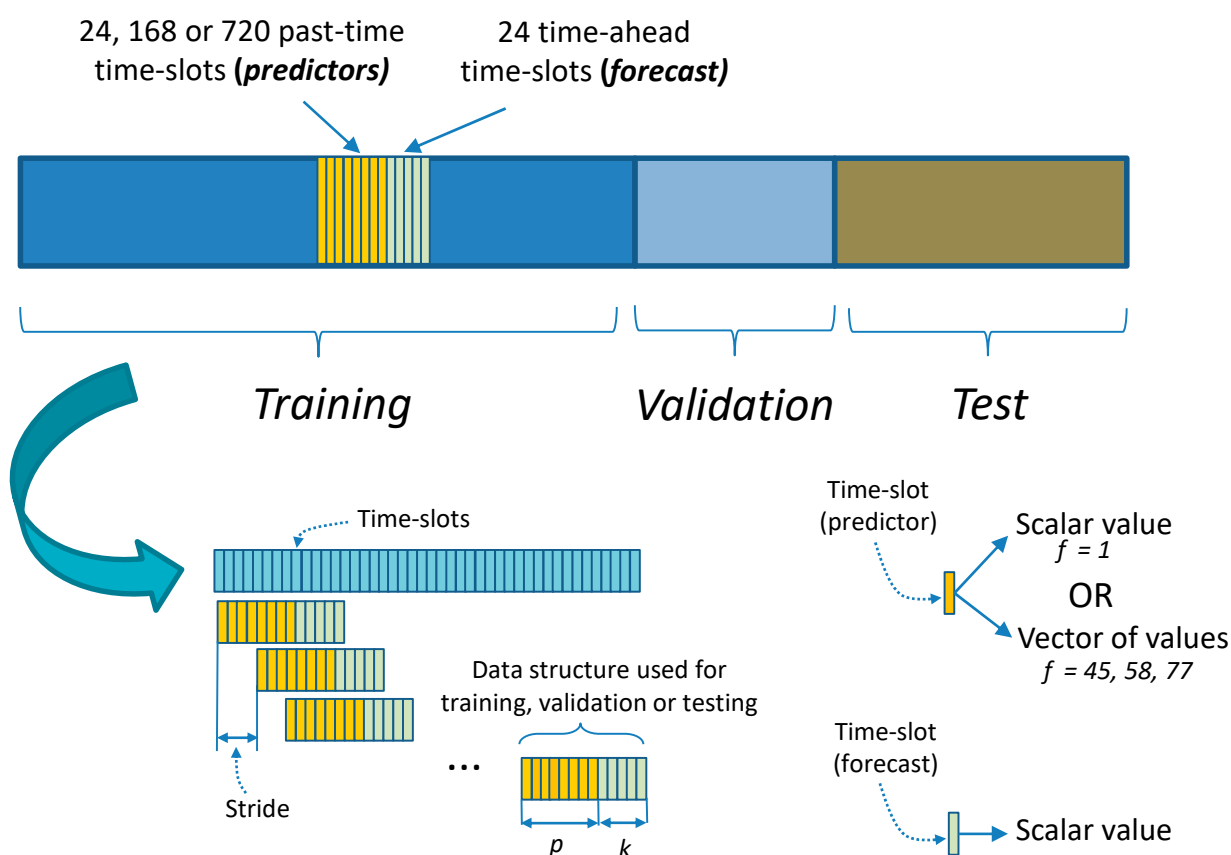 24, 168 or 720 past-time
time-slots (predictors)
24 time-ahead
time-slots (forecast)
Training
Validation
Test
Time-slots
Stride
Data structure used for
training, validation or testing
...
p
k
Time-slot
(predictor)
Scalar value
f = 1
OR
Vector of values
f = 45, 58, 77
Time-slot
(forecast)
Scalar value